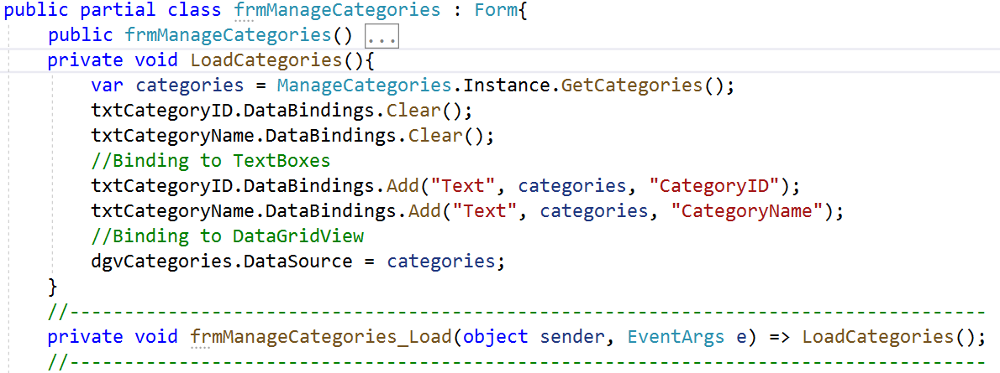 public partial class frmManageCategories : Form{
public frmManageCategories() ...
private void LoadCategories(){
var categories = ManageCategories.Instance.GetCategories();
txtCategoryID.DataBindings.Clear();
txtCategoryName.DataBindings.Clear();
//Binding to TextBoxes
txtCategoryID.DataBindings.Add("Text", categories, "CategoryID");
txtCategoryName.DataBindings.Add("Text", categories, "CategoryName");
//Binding to DataGridView
dgvCategories.DataSource = categories;
}
//------------------------------------------------------------------------------------
private void frmManageCategories_Load(object sender, EventArgs e) => LoadCategories();
//------------------------------------------------------------------------------------